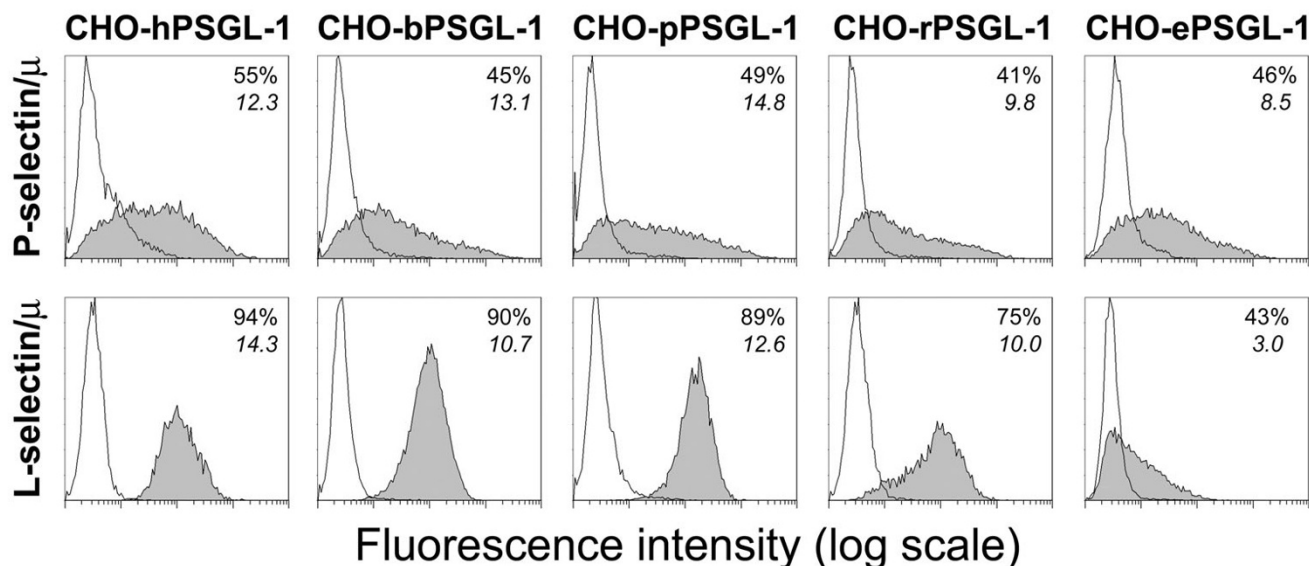 CHO-hPSGL-1 CHO-bPSGL-1 CHO-pPSGL-1 CHO-rPSGL-1 CHO-ePSGL-1
P-selectin/μ
55% 45% 49% 41% 46%
12.3 13.1 14.8 9.8 8.5
L-selectin/μ
94% 90% 89% 75% 43%
14.3 10.7 12.6 10.0 3.0
Fluorescence intensity (log scale)